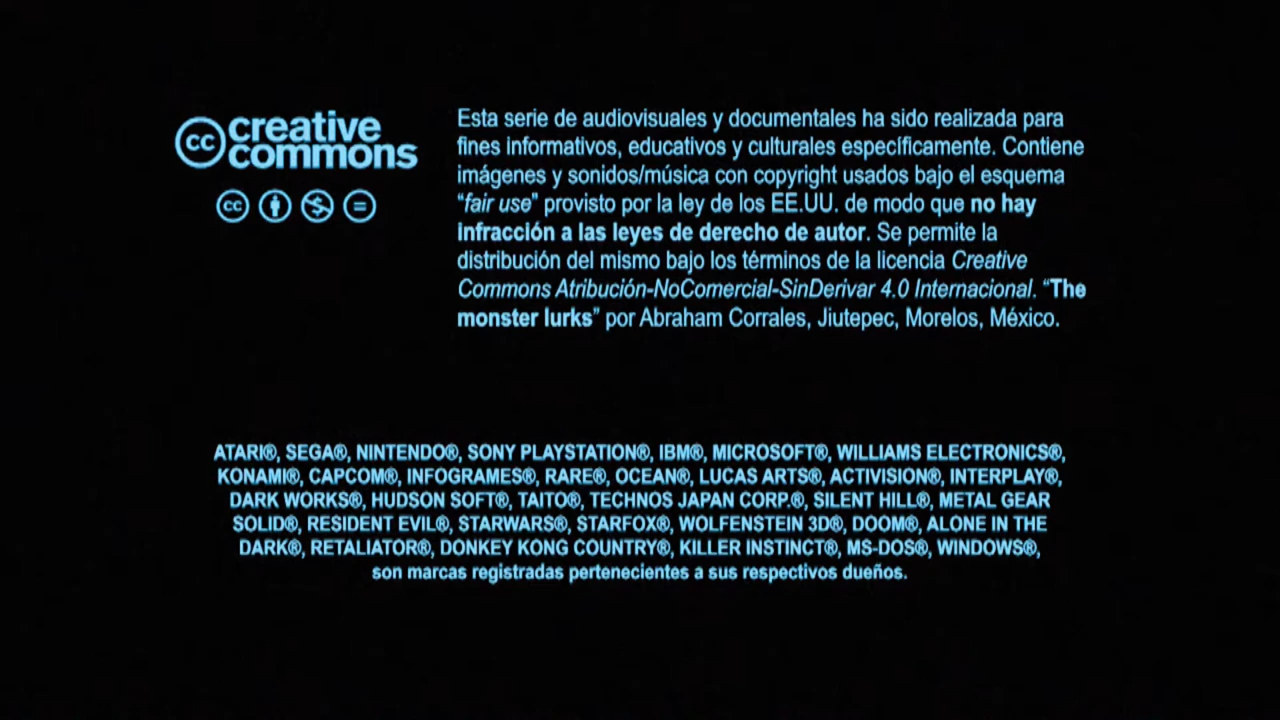 creative
commons
Esta serie de audiovisuales y documentales ha sido realizada para
fines informativos, educativos y culturales específicamente. Contiene
imágenes y sonidos/música con copyright usados bajo el esquema
“fair use” provisto por la ley de los EE.UU. de modo que no hay
infracción a las leyes de derecho de autor. Se permite la
distribución del mismo bajo los términos de la licencia Creative
Commons Atribución-NoComercial-SinDerivar 4.0 Internacional. “The
monster lurks” por Abraham Corrales, Jiutepec, Morelos, México.
ATARI®, SEGA®, NINTENDO®, SONY PLAYSTATION®, IBM®, MICROSOFT®, WILLIAMS ELECTRONICS®,
KONAMI®, CAPCOM®, INFOGRAMES®, RARE®, OCEAN®, LUCAS ARTS®, ACTIVISION®, INTERPLAY®,
DARK WORKS®, HUDSON SOFT®, TAITO®, TECHNOS JAPAN CORP.®, SILENT HILL®, METAL GEAR
SOLID®, RESIDENT EVIL®, STARWARS®, STARFOX®, WOLFENSTEIN 3D®, DOOM®, ALONE IN THE
DARK®, RETALIATOR®, DONKEY KONG COUNTRY®, KILLER INSTINCT®, MS-DOS®, WINDOWS®,
son marcas registradas pertenecientes a sus respectivos dueños.